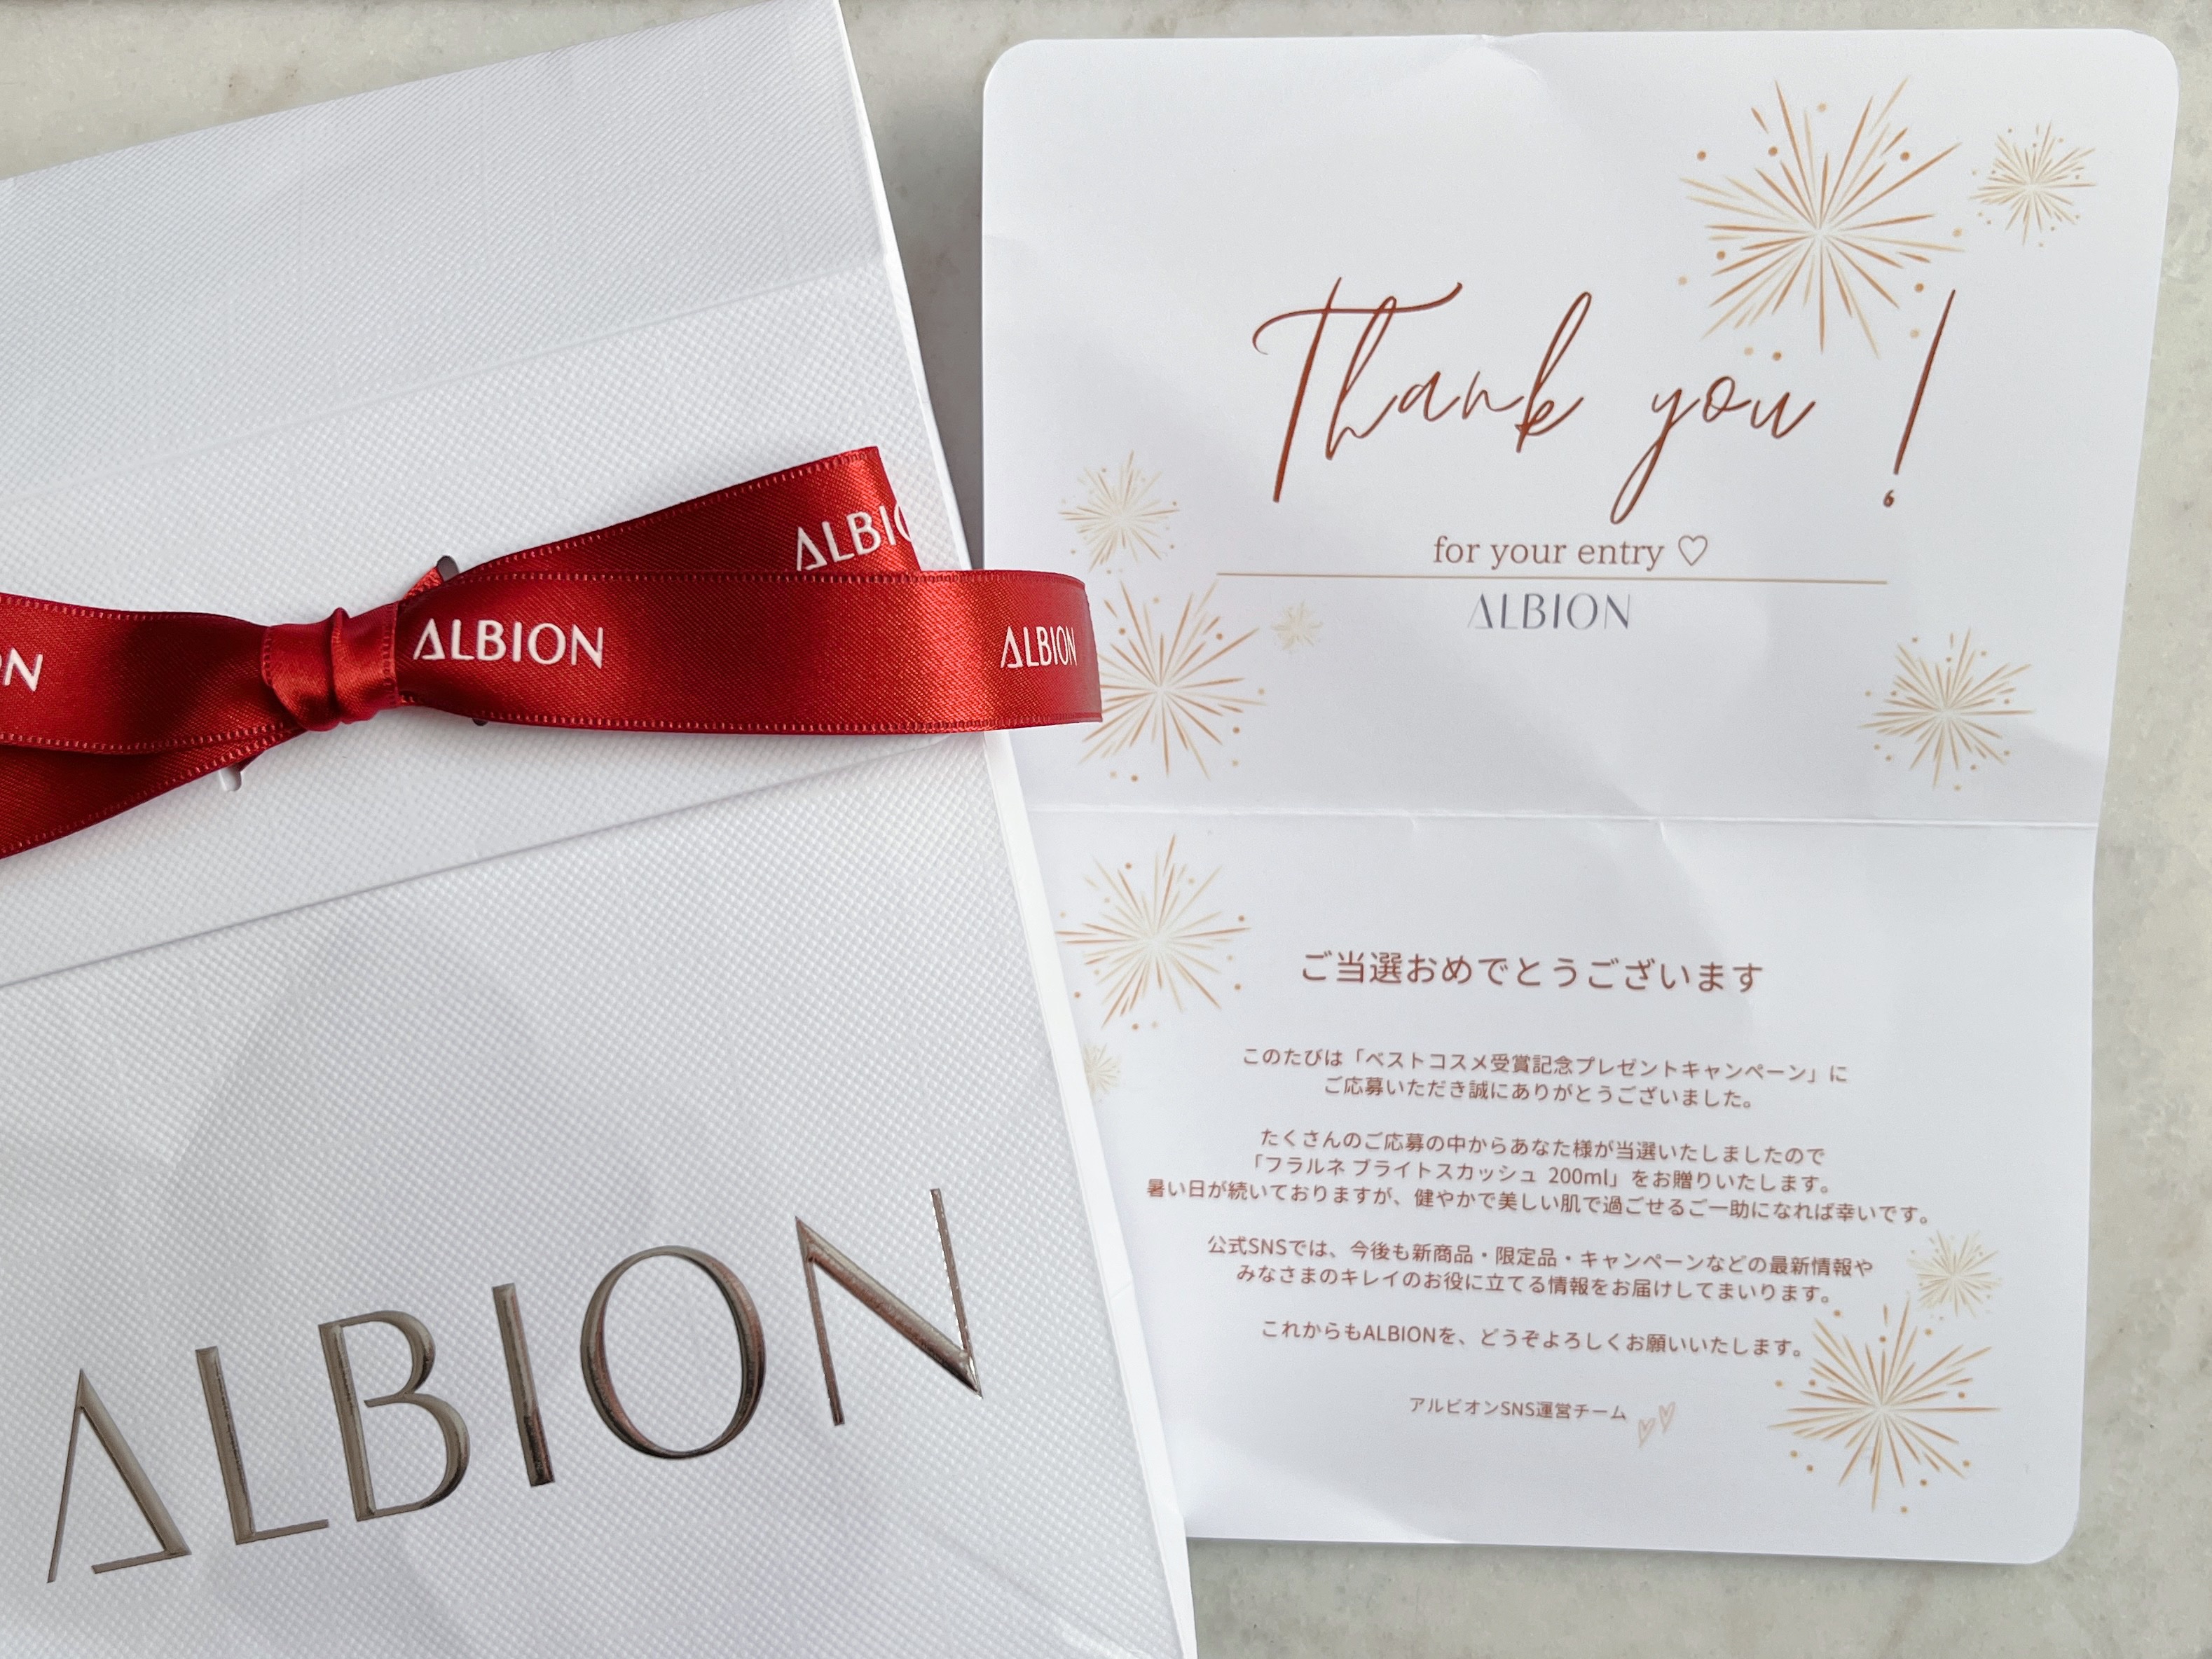 ALBION
ALBION
ALBION
Thank you !
for your entry ♡
ALBION
ご当選おめでとうございます
このたびは「ベストコスメ受賞記念プレゼントキャンペーン」に
ご応募いただき誠にありがとうございました。
たくさんのご応募の中からあなた様が当選いたしましたので
「フラルネ ブライトスカッシュ 200ml」をお贈りいたします。
暑い日が続いておりますが、健やかで美しい肌で過ごせるご一助になれば幸いです。
公式SNSでは、今後も新商品・限定品・キャンペーンなどの最新情報や
みなさまのキレイのお役に立てる情報をお届けしてまいります。
これからもALBIONを、どうぞよろしくお願いいたします。
アルビオンSNS運営チーム